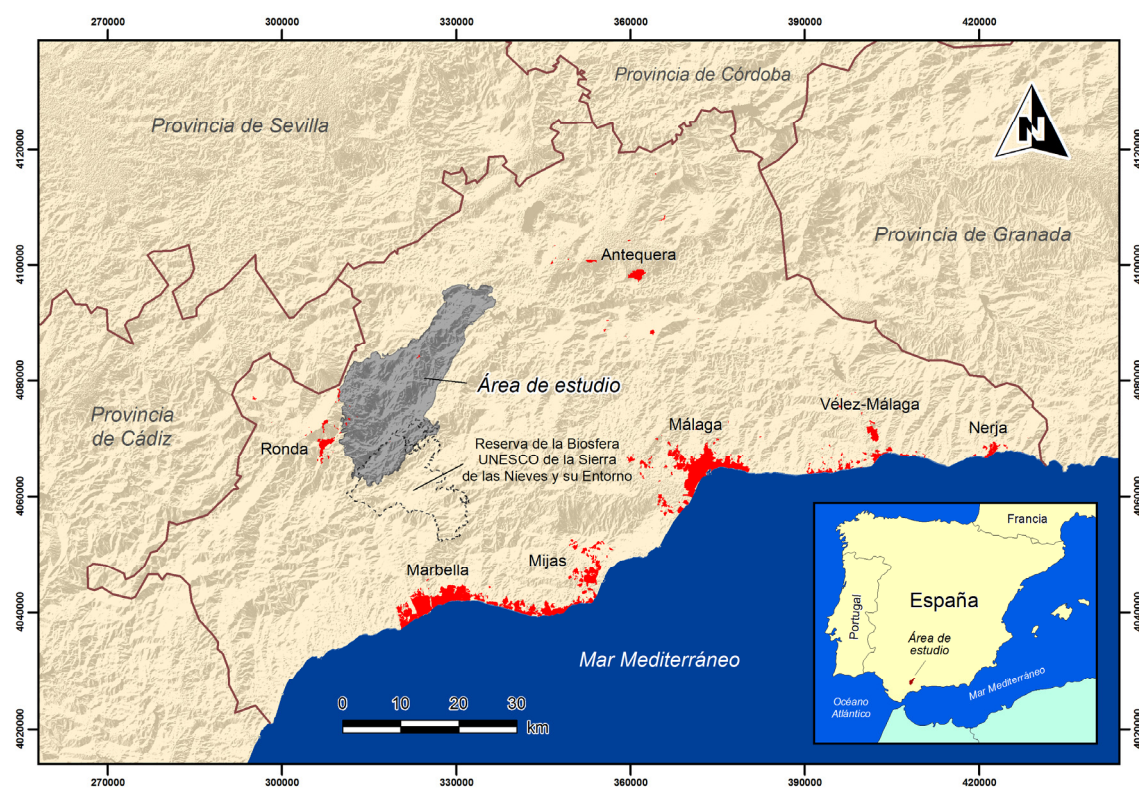 270000
300000
330000
360000
390000
420000
Provincia de Córdoba
Provincia de Sevilla
N
4120000
4120000
Provincia de Granada
Antequera
4100000
4100000
Área de estudio
4080000
4080000
Provincia
de Cádiz
Vélez-Málaga
Málaga
Nerja
Ronda
Reserva de la Biosfera
UNESCO de la Sierra
de las Nieves y su Entorno
4060000
4060000
Mijas
Marbella
4040000
4040000
Mar Mediterráneo
0
10
20
30
km
4020000
4020000
Francia
España
Portugal
Área de
estudio
Mar Mediterráneo
Océano
Atlántico
270000
300000
330000
360000
390000
420000